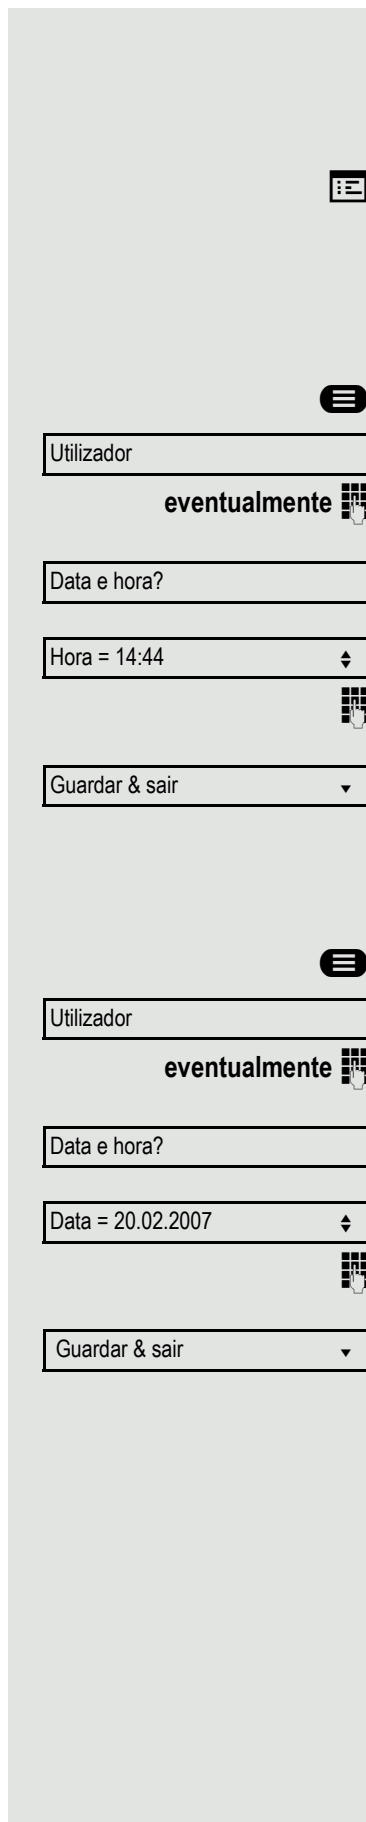 Utilizador
eventualmente
Data e hora?
Hora = 14:44
Guardar & sair
Utilizador
eventualmente
Data e hora?
Data = 20.02.2007
Guardar & sair